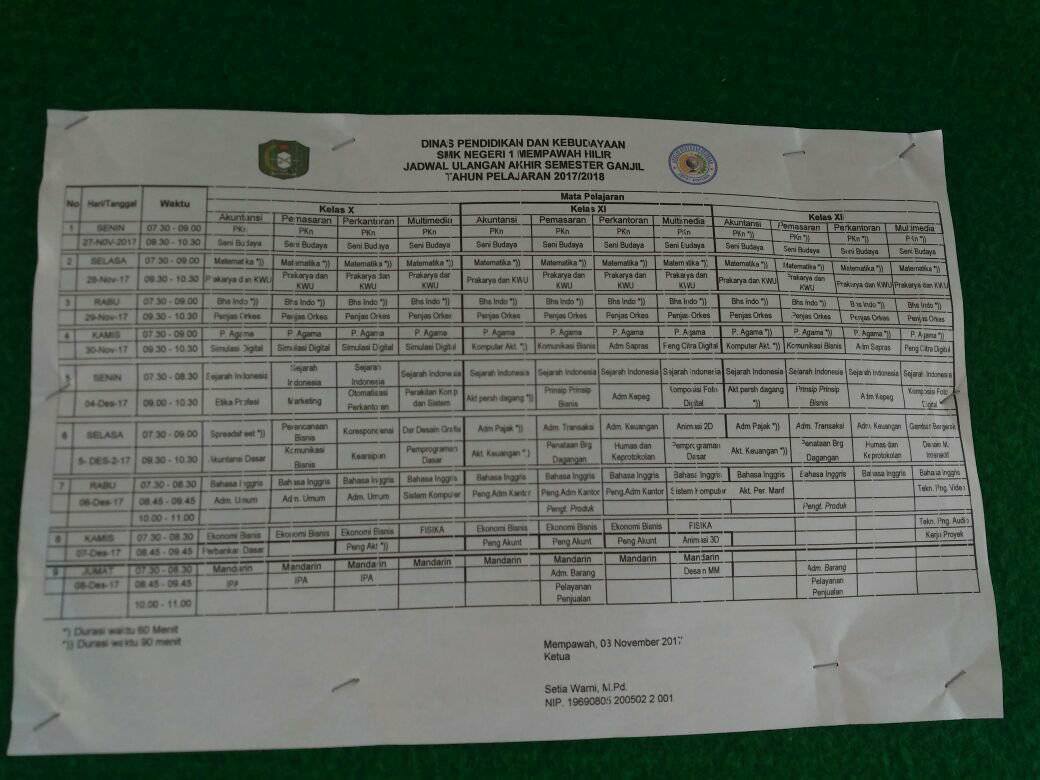 DINAS PENDIDIKAN DAN KEBUDAYAAN
SMK NEGERI 1 MEMPAWAH HILIR
JADWAL ULANGAN AKHIR SEMESTER GANJIL
TAHUN PELAJARAN 2017/2018
No Hari/Tanggal Waktu Mata Pelajaran
Kelas X Kelas XI Kelas XII
Akuntansi Pemasaran Perkantoran Multimedia Akuntansi Pemasaran Perkantoran Multimedia Akuntansi Pemasaran Perkantoran Multimedia
1 SENIN 07.30 - 09.00 PKn PKn PKn PKn PKn PKn PKn PKn PKn *)) PKn *)) PKn *)) PKn *))
27-NOV-2017 09.30 - 10.30 Seni Budaya Seni Budaya Seni Budaya Seni Budaya Seni Budaya Seni Budaya Seni Budaya Seni Budaya Seni Budaya Seni Budaya Seni Budaya Seni Budaya
2 SELASA 07.30 - 09.00 Matematika *)) Matematika *)) Matematika *)) Matematika *)) Matematika *)) Matematika *)) Matematika *)) Matematika *)) Matematika *)) Matematika *)) Matematika *)) Matematika *))
28-Nov-17 09.30 - 10.30 Prakarya dan KWU Prakarya dan KWU Prakarya dan KWU Prakarya dan KWU Prakarya dan KWU Prakarya dan KWU Prakarya dan KWU Prakarya dan KWU Prakarya dan KWU Prakarya dan KWU Prakarya dan KWU Prakarya dan KWU
3 RABU 07.30 - 09.00 Bhs Indo *)) Bhs Indo *)) Bhs Indo *)) Bhs Indo *)) Bhs Indo *)) Bhs Indo *)) Bhs Indo *)) Bhs Indo *)) Bhs Indo *)) Bhs Indo *)) Bhs Indo *)) Bhs Indo *))
29-Nov-17 09.30 - 10.30 Penjas Orkes Penjas Orkes Penjas Orkes Penjas Orkes Penjas Orkes Penjas Orkes Penjas Orkes Penjas Orkes Penjas Orkes Penjas Orkes Penjas Orkes Penjas Orkes
4 KAMIS 07.30 - 09.00 P. Agama P. Agama P. Agama P. Agama P. Agama P. Agama P. Agama P. Agama P. Agama *)) P. Agama *)) P. Agama *)) P. Agama *))
30-Nov-17 09.30 - 10.30 Simulasi Digital Simulasi Digital Simulasi Digital Simulasi Digital Komputer Akt. *)) Komunikasi Bisnis Adm Sapras Peng Citra Digital Komputer Akt. *)) Komunikasi Bisnis Adm Sapras Peng Citra Digital
5 SENIN 07.30 - 08.30 Sejarah Indonesia Sejarah Indonesia Sejarah Indonesia Sejarah Indonesia Sejarah Indonesia Sejarah Indonesia Sejarah Indonesia Sejarah Indonesia Sejarah Indonesia Sejarah Indonesia Sejarah Indonesia Sejarah Indonesia
04-Des-17 09.00 - 10.30 Etika Profesi Marketing Otomatisasi Perkantoran Perakitan Komp dan Sistem Akt persh dagang *)) Prinsip Prinsip Bisnis Adm Kepeg Komposisi Foto Digital Akt persh dagang *)) Prinsip Prinsip Bisnis Adm Kepeg Komposisi Foto Digital
6 SELASA 07.30 - 09.00 Spreadsheet *)) Perencanaan Bisnis Korespondensi Dar Desain Grafis Adm Pajak *)) Adm. Transaksi Adm. Keuangan Animasi 2D Adm Pajak *)) Adm. Transaksi Adm. Keuangan Gambar Bergerak
5- DES-2-17 09.30 - 10.30 Akuntansi Dasar Komunikasi Bisnis Kearsipan Pemprograman Dasar Akt. Keuangan *) Penataan Brg Dagangan Humas dan Keprotokolan Pemprograman Dasar Akt. Keuangan *)) Penataan Brg Dagangan Humas dan Keprotokolan Desain M. Interaktif
7 RABU 07.30 - 08.30 Bahasa Inggris Bahasa Inggris Bahasa Inggris Bahasa Inggris Bahasa Inggris Bahasa Inggris Bahasa Inggris Bahasa Inggris Bahasa Inggris Bahasa Inggris Bahasa Inggris Bahasa Inggris
06-Des-17 08.45 - 09.45 Adm. Umum Adm. Umum Adm. Umum Sistem Komputer Peng.Adm Kantor Peng.Adm Kantor Peng.Adm Kantor Sistem Komputer Akt. Per. Manf Tekn. Png. Video
10.00 - 11.00 Pengt. Produk Pengt. Produk
Tekn. Png. Audio
8 KAMIS 07.30 - 08.30 Ekonomi Bisnis Ekonomi Bisnis Ekonomi Bisnis FISIKA Ekonomi Bisnis Ekonomi Bisnis Ekonomi Bisnis FISIKA Kerja Proyek
07-Des-17 08.45 - 09.45 Perbankan Dasar Peng Akt *)) Peng Akunt Peng Akunt Animasi 3D
9 JUMAT 07.30 - 08.30 Mandarin Mandarin Mandarin Mandarin Mandarin Mandarin Mandarin Mandarin
08-Des-17 08.45 - 09.45 IPA IPA IPA Adm. Barang Desain MM Adm. Barang
10.00 - 11.00 Pelayanan Penjualan Pelayanan Penjualan
*) Durasi waktu 60 Menit
*)) Durasi waktu 90 menit
Mempawah, 03 November 2017
Ketua
Setia Warni, M.Pd.
NIP. 19690805 200502 2 001